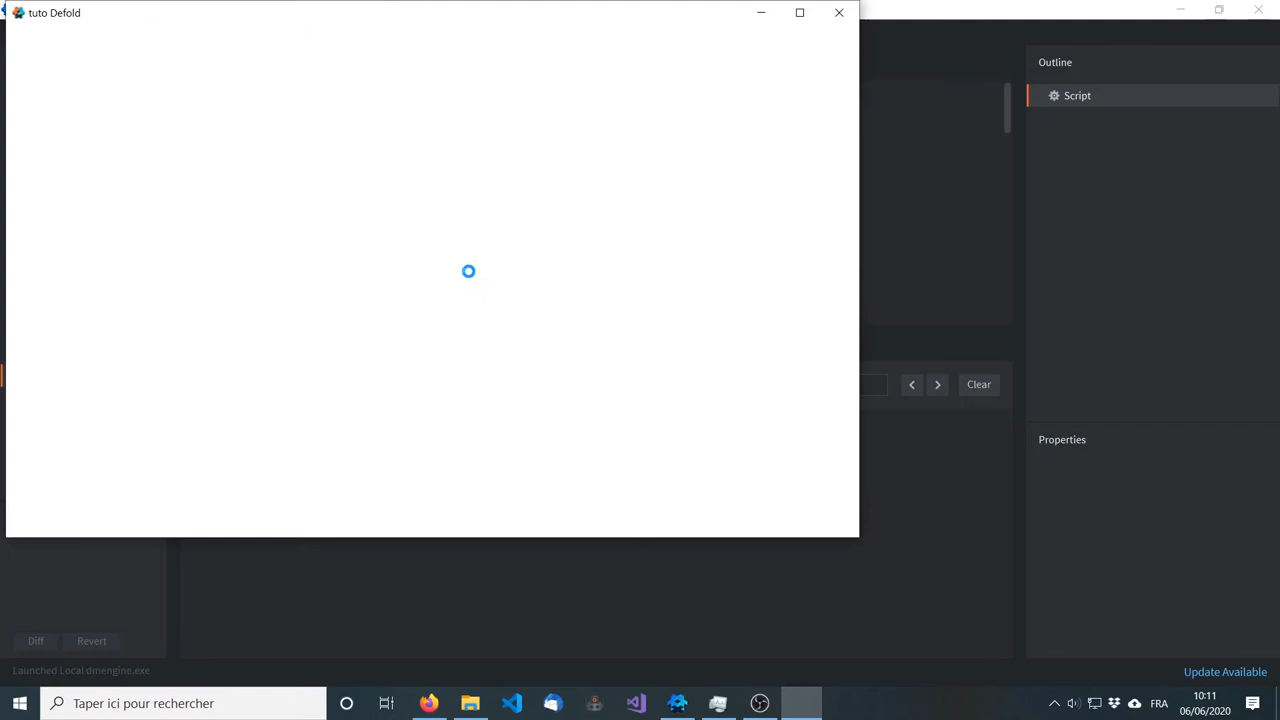 tuto Defold
Outline
Script
Clear
Properties
Diff
Revert
Launched Local dmengine.exe
Update Available
Taper ici pour rechercher
FRA
10:11
06/06/2020